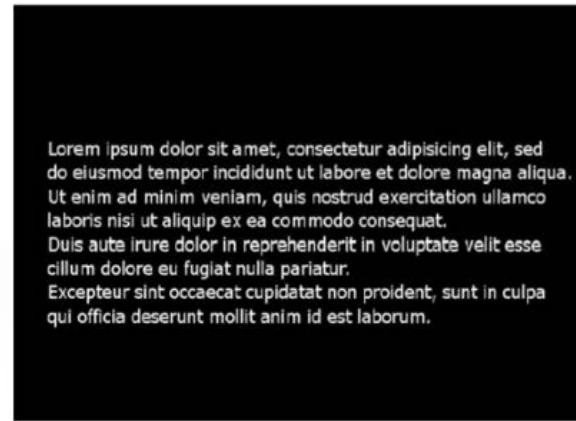 Lorem ipsum dolor sit amet, consectetur adipisicing elit, sed
do eiusmod tempor incididunt ut labore et dolore magna aliqua.
Ut enim ad minim veniam, quis nostrud exercitation ullamco
laboris nisi ut aliquip ex ea commodo consequat.
Duis aute irure dolor in reprehenderit in voluptate velit esse
cillum dolore eu fugiat nulla pariatur.
Excepteur sint occaecat cupidatat non proident, sunt in culpa
qui officia deserunt mollit anim id est laborum.